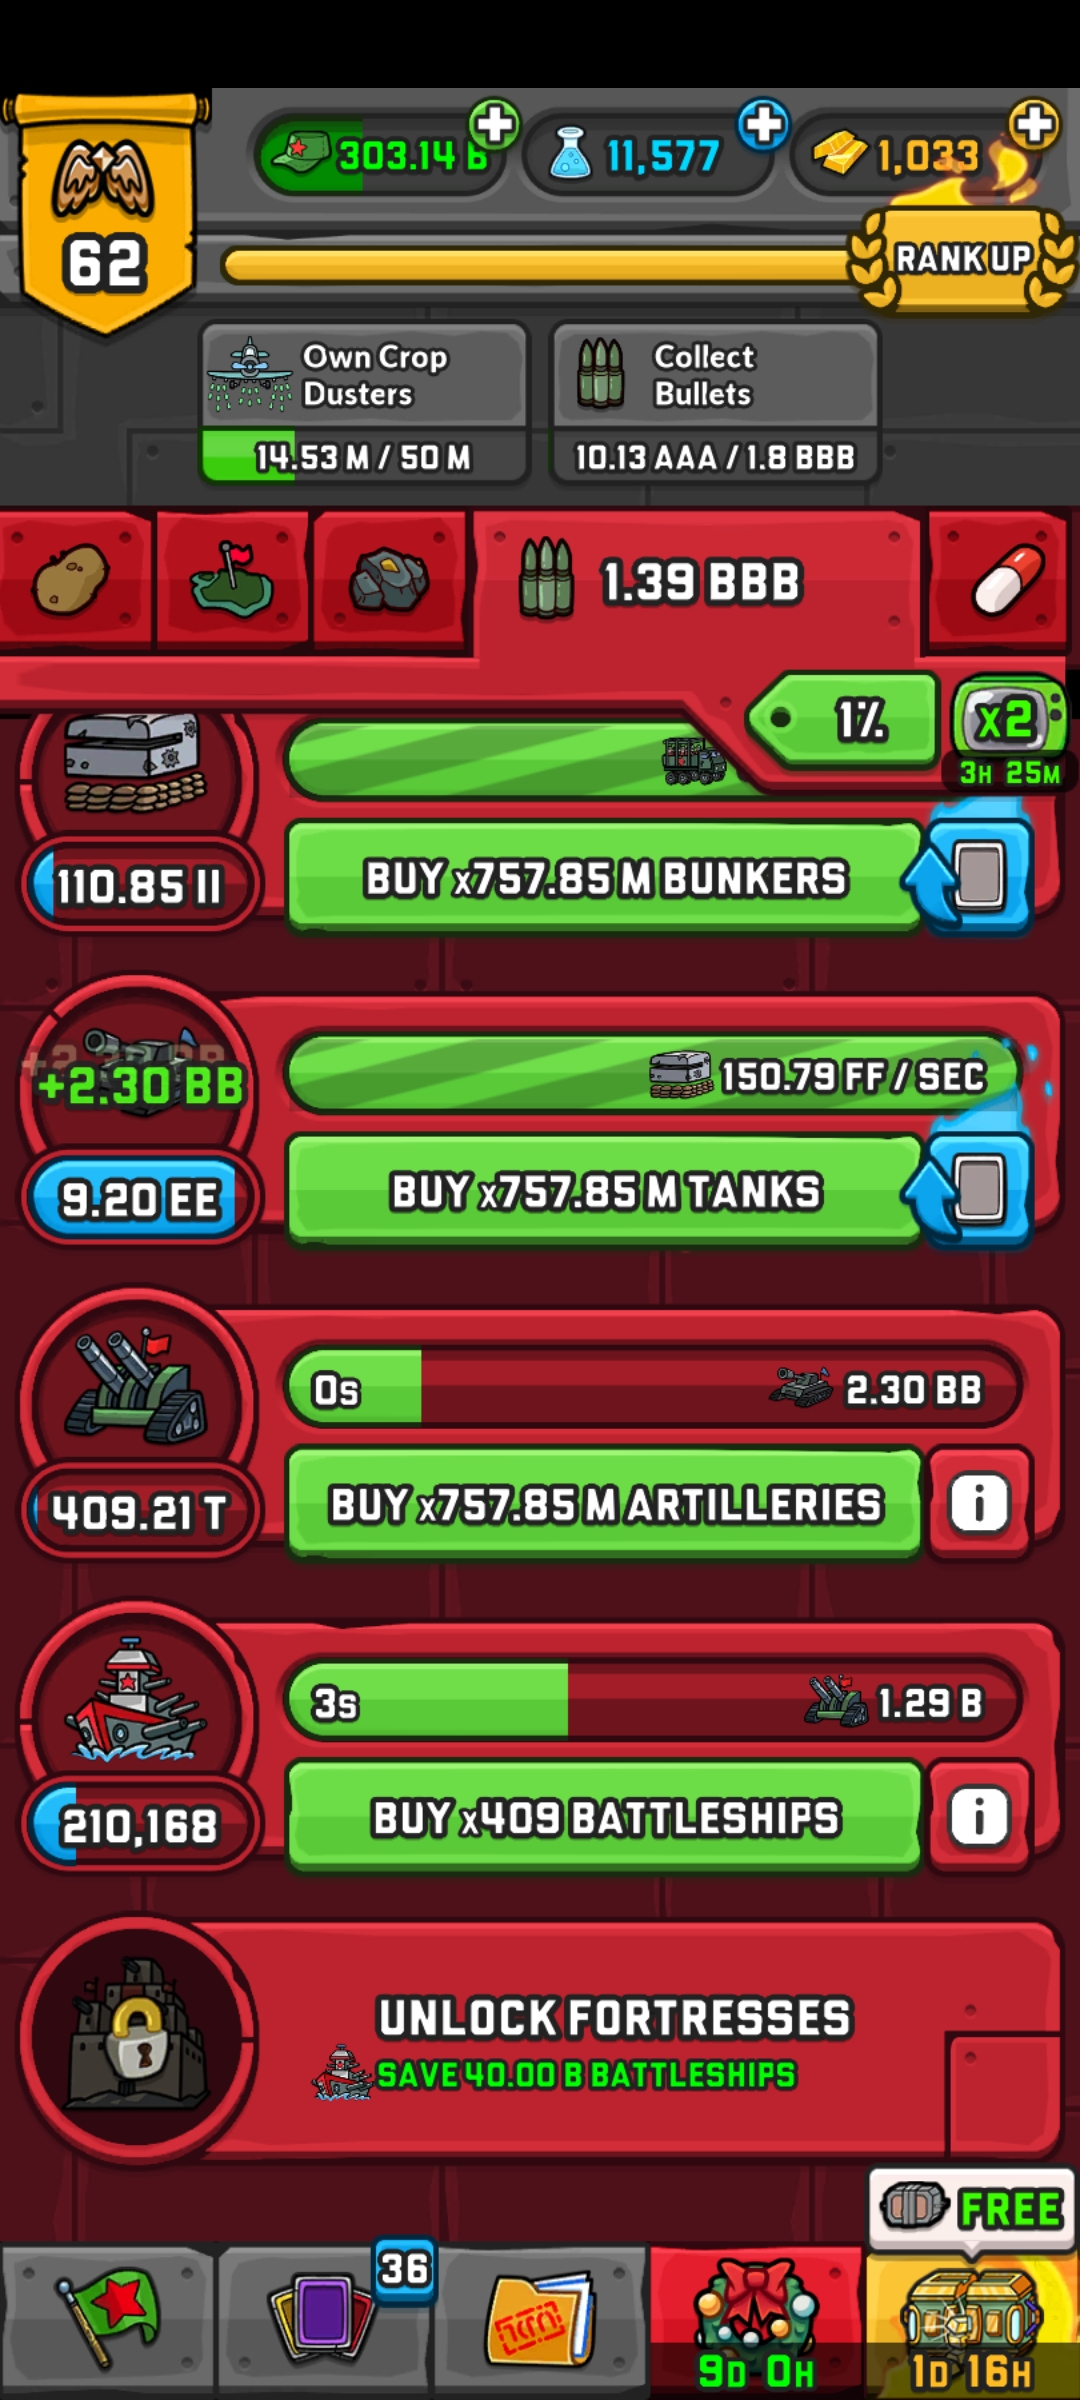 303.14 B
11,577
1,033
62
RANK UP
Own Crop
Dusters
14.53 M / 50 M
Collect
Bullets
10.13 AAA / 1.8 BBB
1.39 BBB
1%
x2
3H 25M
110.85 II
BUY x757.85 M BUNKERS
+2.30 BB
150.79 FF / SEC
9.20 EE
BUY x757.85 M TANKS
0s
2.30 BB
409.21 T
BUY x757.85 M ARTILLERIES
i
3s
1.29 B
210,168
BUY x409 BATTLESHIPS
i
UNLOCK FORTRESSES
SAVE 40.00 B BATTLESHIPS
FREE
36
9D 0H
1D 16H